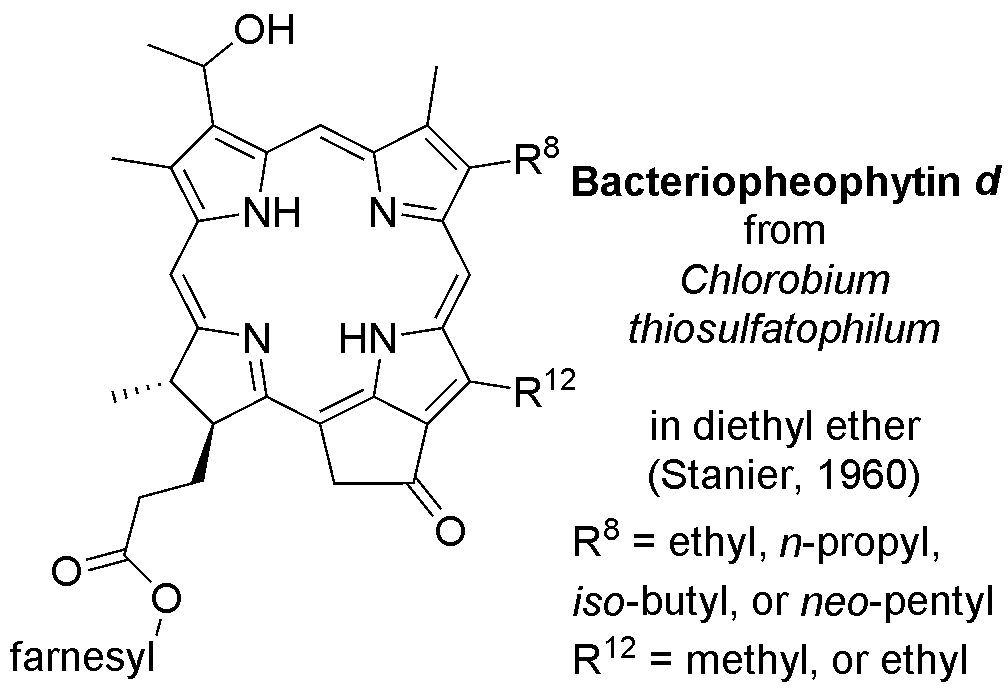 OH
R8
Bacteriopheophytin d
from
NH
N
Chlorobium
thiosulfatophilum
N
HN
R12
in diethyl ether
(Stanier, 1960)
O
R8 = ethyl, n-propyl,
O
O
iso-butyl, or neo-pentyl
farnesyl
R12 = methyl, or ethyl